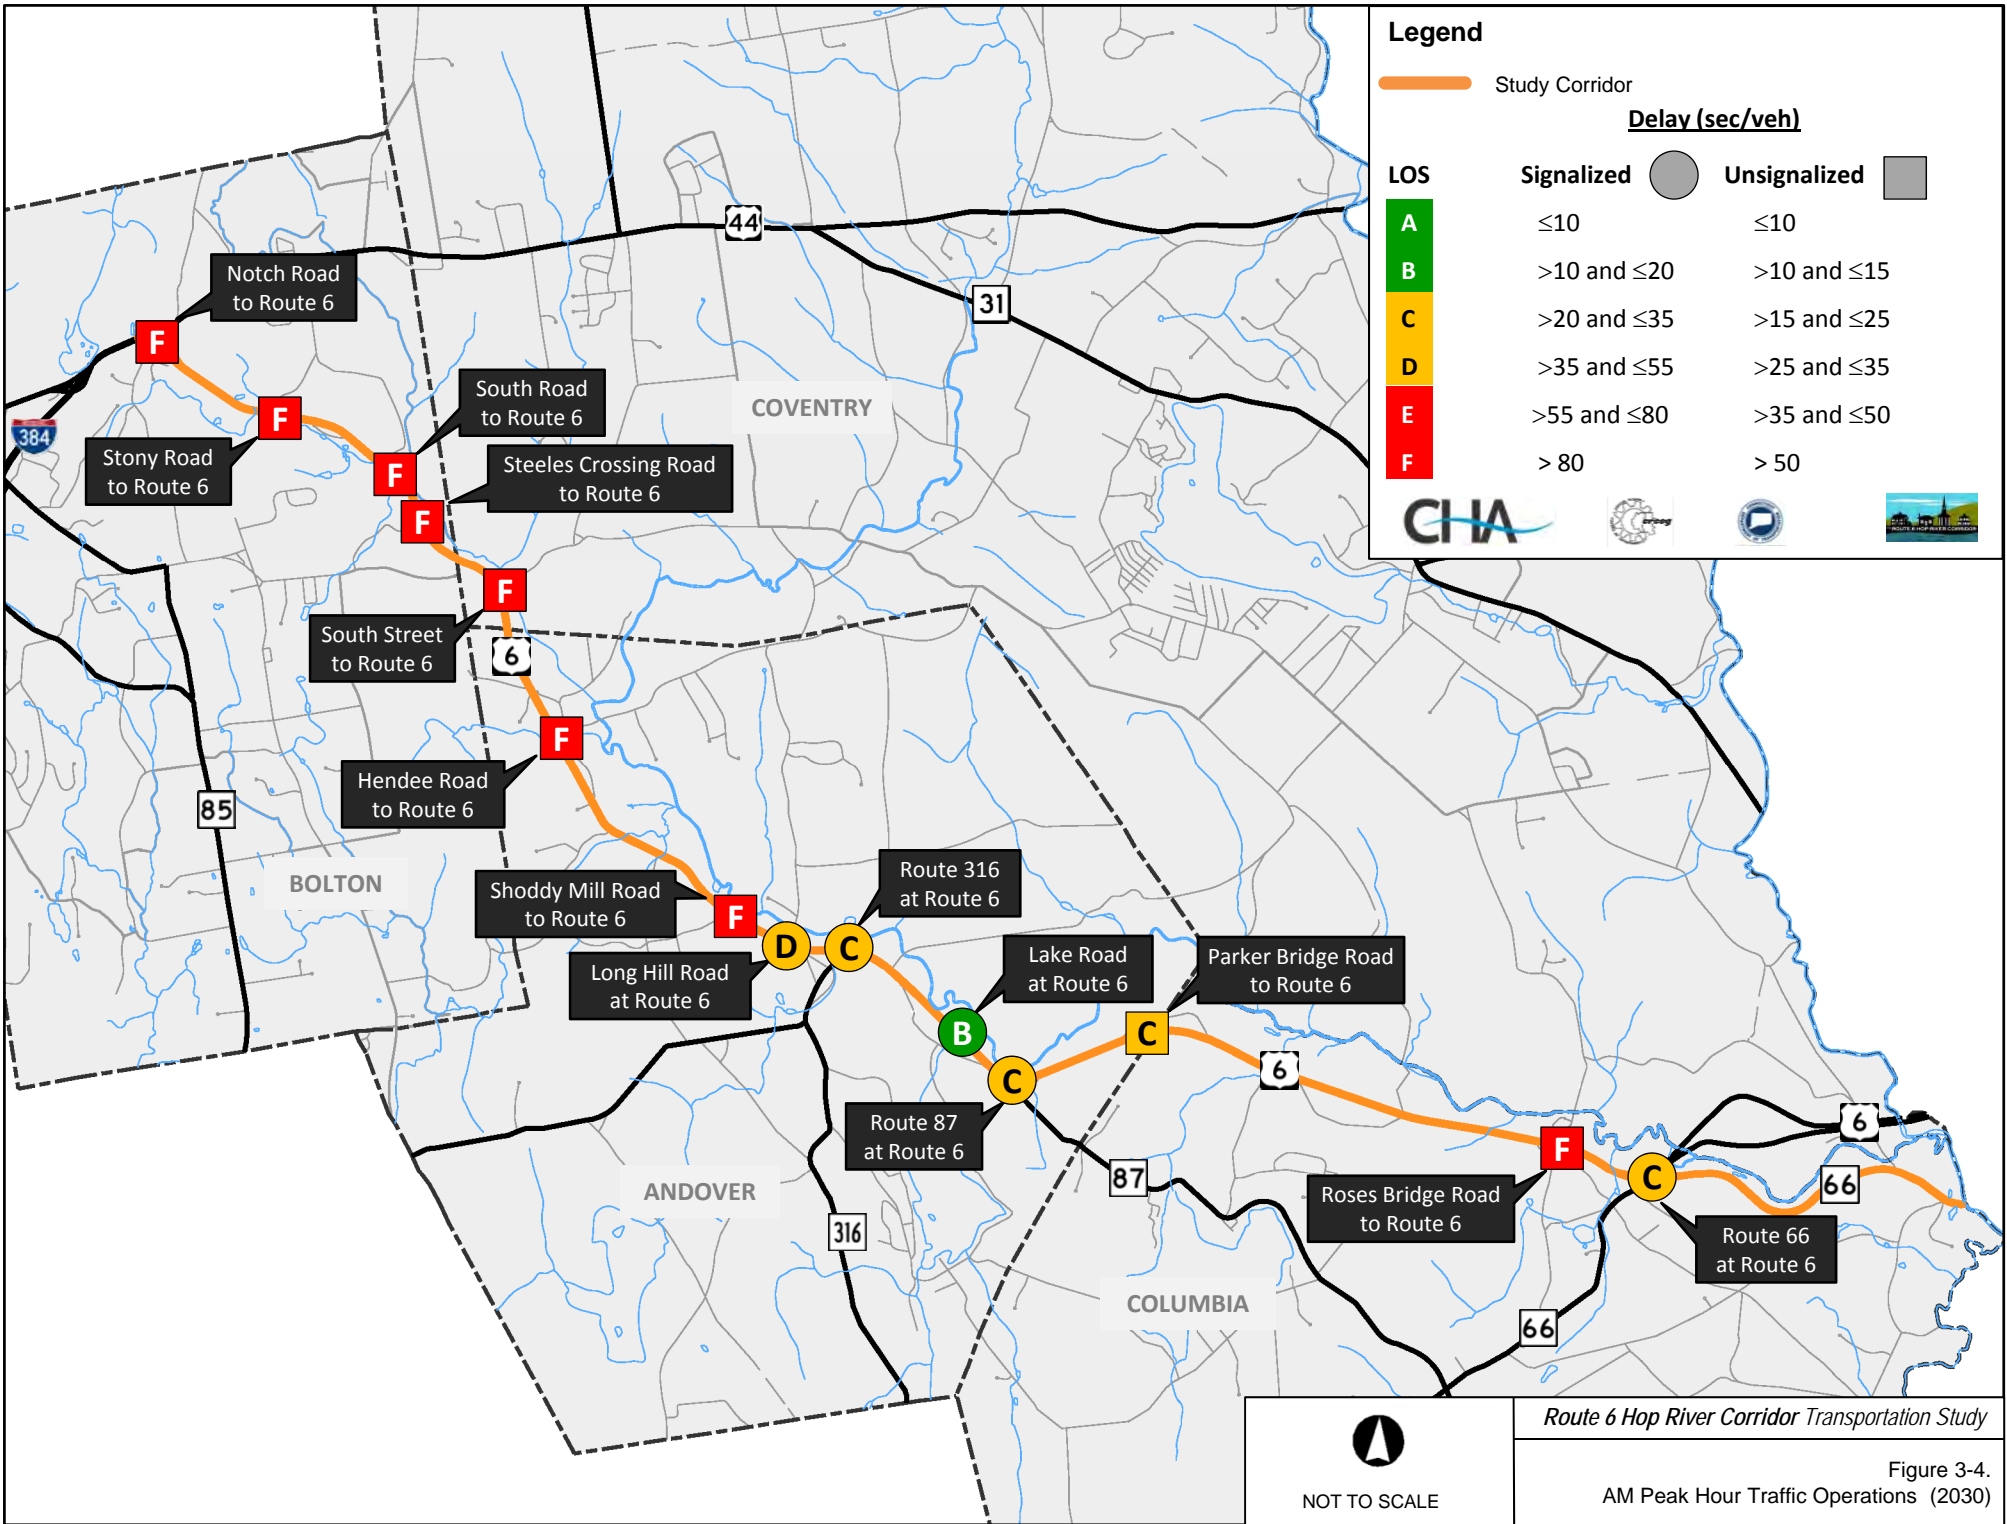 Legend
Study Corridor
Delay (sec/veh)
LOS Signalized Unsignalized
A ≤10 ≤10
B >10 and ≤20 >10 and ≤15
C >20 and ≤35 >15 and ≤25
D >35 and ≤55 >25 and ≤35
E >55 and ≤80 >35 and ≤50
F > 80 > 50
CHA
crcog
ROUTE 6 HOP RIVER CORRIDOR
44
31
Notch Road
to Route 6
F
384
F
Stony Road
to Route 6
South Road
to Route 6
F
COVENTRY
Steeles Crossing Road
to Route 6
F
F
South Street
to Route 6
6
F
Hendee Road
to Route 6
85
BOLTON
Shoddy Mill Road
to Route 6
F
Route 316
at Route 6
D
C
Long Hill Road
at Route 6
Lake Road
at Route 6
B
Parker Bridge Road
to Route 6
C
C
Route 87
at Route 6
6
87
ANDOVER
316
Roses Bridge Road
to Route 6
F
C
6
66
Route 66
at Route 6
COLUMBIA
66
NOT TO SCALE
Route 6 Hop River Corridor Transportation Study
Figure 3-4.
AM Peak Hour Traffic Operations (2030)